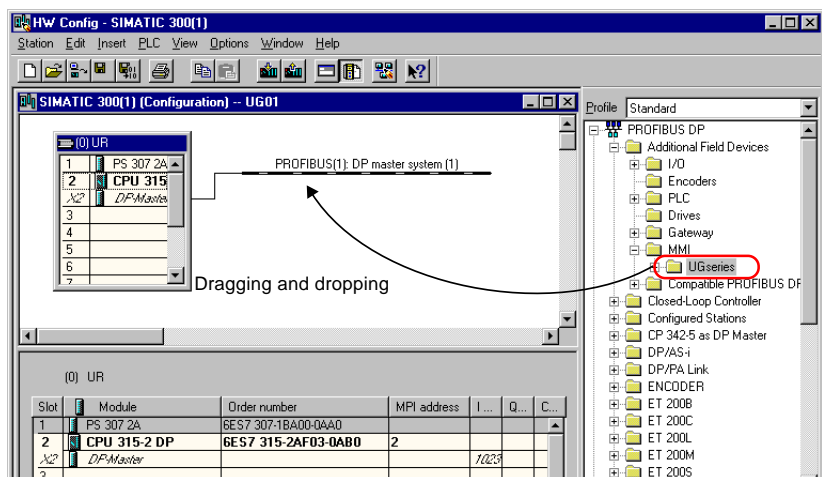 HW Config - SIMATIC 300(1)
Station Edit Insert PLC View Options Window Help
SIMATIC 300(1) (Configuration) -- UG01
(0) UR
1 PS 307 2A
2 CPU 315
X2 DP-Master
3
4
5
6
7
PROFIBUS(1): DP master system (1)
Dragging and dropping
Profile Standard
PROFIBUS DP
Additional Field Devices
I/O
Encoders
PLC
Drives
Gateway
MMI
UGseries
Compatible PROFIBUS DP
Closed-Loop Controller
Configured Stations
CP 342-5 as DP Master
DP/AS-i
DP/PA Link
ENCODER
ET 200B
ET 200C
ET 200L
ET 200M
ET 200S
(0) UR
Slot Module Order number MPI address I ... Q... C...
1 PS 307 2A 6ES7 307-1BA00-0AA0
2 CPU 315-2 DP 6ES7 315-2AF03-0AB0 2
X2 DP-Master 1023
3